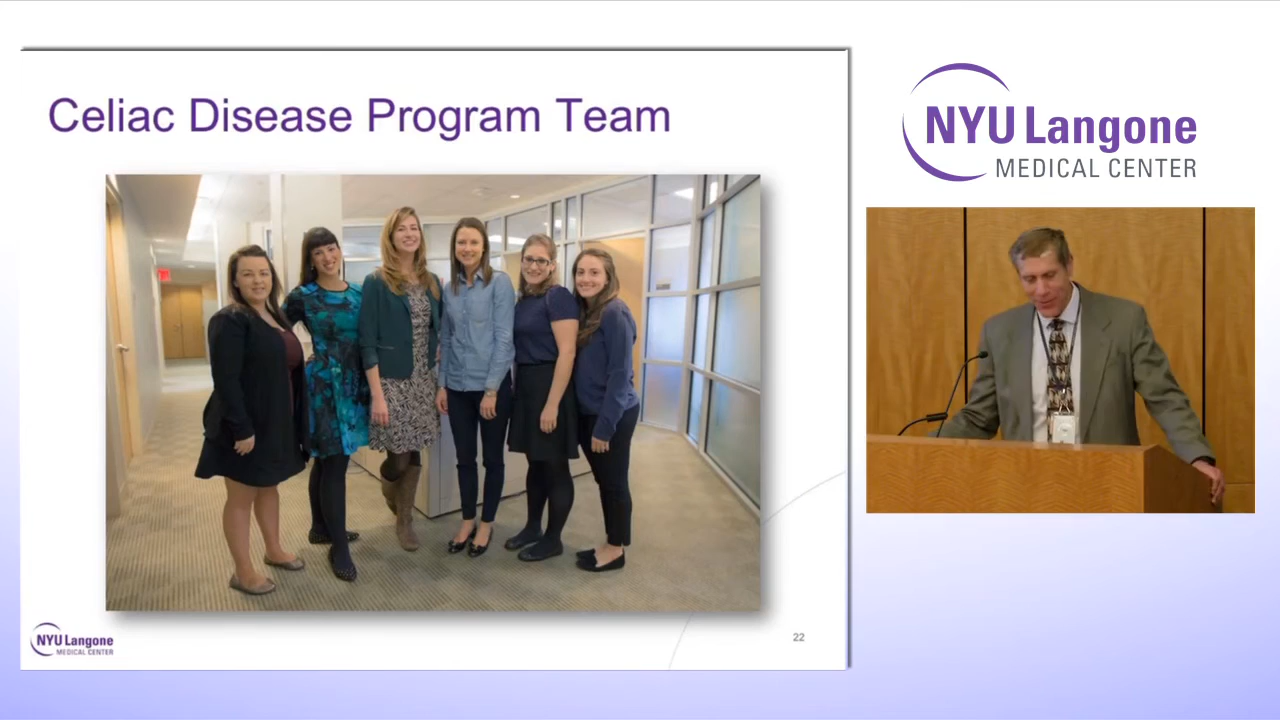 Celiac Disease Program Team
NYU Langone
MEDICAL CENTER
22
NYU Langone
MEDICAL CENTER